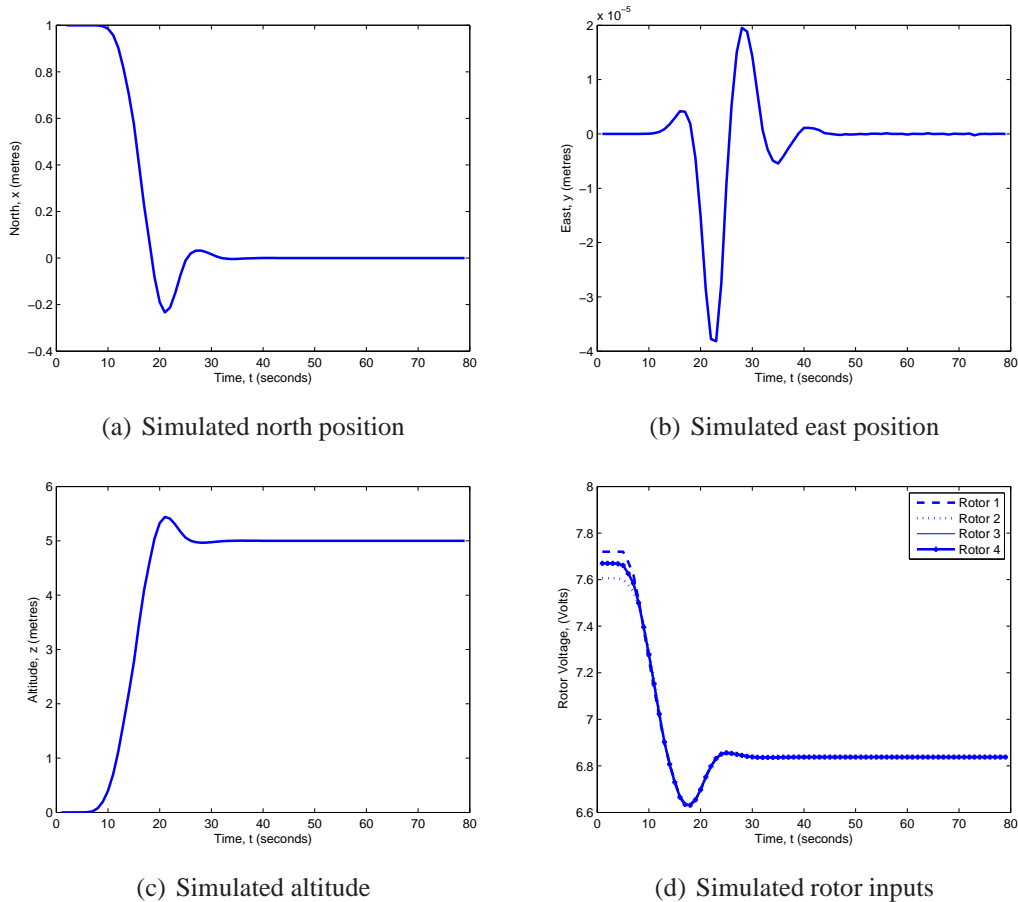 1
0.8
0.6
0.4
0.2
0
−0.2
−0.4
North, x (metres)
0 10 20 30 40 50 60 70 80
Time, t (seconds)
(a) Simulated north position
x 10⁻⁵
2
1
0
−1
−2
−3
−4
East, y (metres)
0 10 20 30 40 50 60 70 80
Time, t (seconds)
(b) Simulated east position
6
5
4
3
2
1
0
Altitude, z (metres)
0 10 20 30 40 50 60 70 80
Time, t (seconds)
(c) Simulated altitude
8
7.8
7.6
7.4
7.2
7
6.8
6.6
Rotor Voltage, (Volts)
Rotor 1
Rotor 2
Rotor 3
Rotor 4
0 10 20 30 40 50 60 70 80
Time, t (seconds)
(d) Simulated rotor inputs